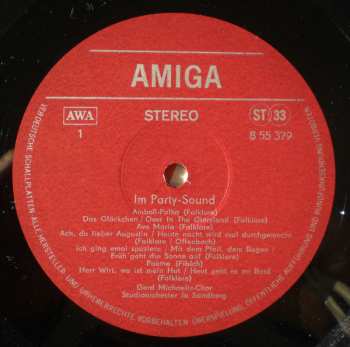 AMIGA
AWA
STEREO
ST 33
1
8 55 379
Im Party-Sound
Amboß-Polka (Folklore)
Das Glöckchen / Over In The Gloryland (Folklore)
Ave Maria (Folklore)
Ach, du lieber Augustin / Heute nacht wird mal durchgemacht
(Folklore / Offenbach)
Ich ging emol spaziere / Mit dem Pfeil, dem Bogen /
Früh geht die Sonne auf (Folklore)
Poème (Fibich)
Herr Wirt, wo ist mein Hut / Heut geht es an Bord
(Folklore)
Gerd Michaelis-Chor
Studioorchester Jo Sandberg
VEB DEUTSCHE SCHALLPLATTEN ALLE HERSTELLER-
UND URHEBERRECHTE VORBEHALTEN ÜBERSPIELUNG, ÖFFENTLICHE AUFFÜHRUNG UND RUNDFUNKSENDUNG VERBOTEN